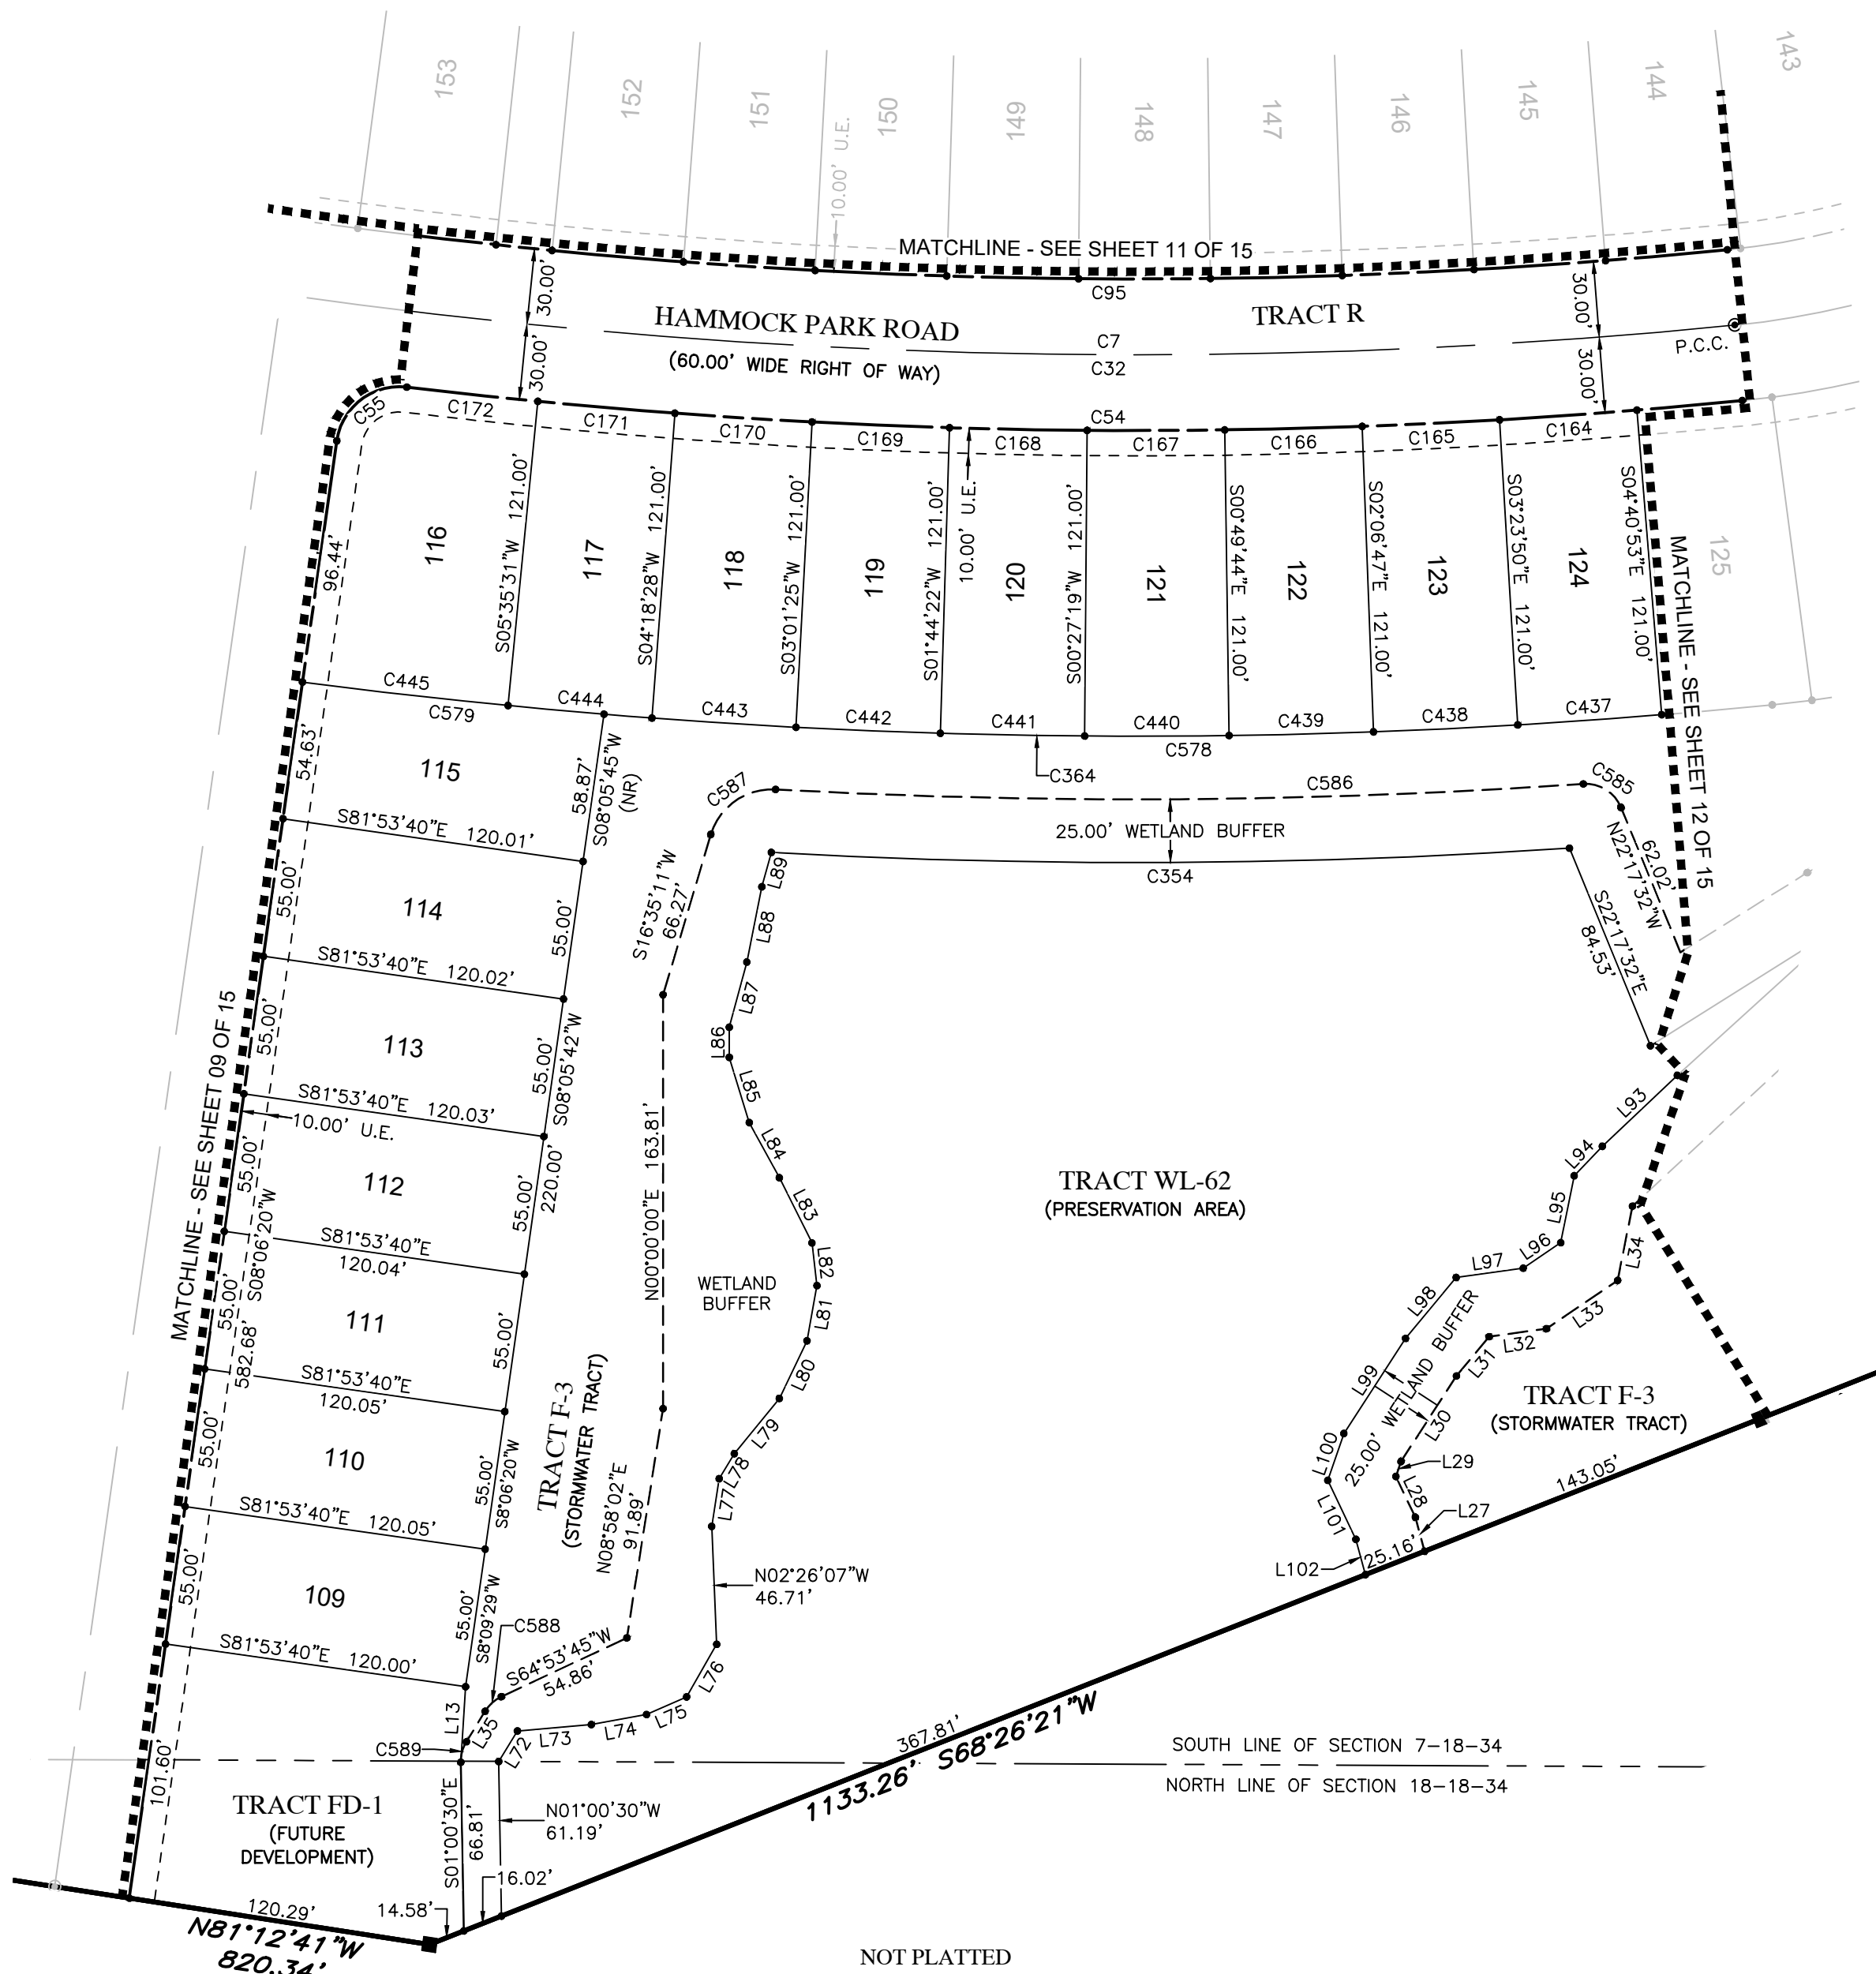 153
152
151
150
149
148
147
146
145
144
143
10.00' U.E.
MATCHLINE - SEE SHEET 11 OF 15
30.00'
30.00'
C95
HAMMOCK PARK ROAD
(60.00' WIDE RIGHT OF WAY)
TRACT R
C7
C32
30.00'
30.00'
P.C.C.
C55
C172
C171
C170
C169
C168
C54
C167
C166
C165
C164
96.44'
116
S05°35'31"W 121.00'
117
S04°18'28"W 121.00'
118
S03°01'25"W 121.00'
119
S01°44'22"W 121.00'
10.00' U.E.
120
S00°27'19"W 121.00'
121
S00°49'44"E 121.00'
122
S02°06'47"E 121.00'
123
S03°23'50"E 121.00'
124
S04°40'53"E 121.00'
MATCHLINE - SEE SHEET 12 OF 15
125
C445
C579
C444
C443
C442
C441
C440
C578
C439
C438
C437
C364
54.63'
115
58.87'
S08°05'45"W
(NR)
S81°53'40"E 120.01'
C587
C586
C585
25.00' WETLAND BUFFER
C354
N22°17'32"W
62.02'
S22°17'32"E
84.53'
S16°35'11"W
66.27'
L89
L88
L87
L86
L85
L84
L83
L82
L81
L80
L79
L78
L77
55.00'
114
55.00'
S81°53'40"E 120.02'
MATCHLINE - SEE SHEET 09 OF 15
55.00'
113
55.00'
S08°05'42"W
220.00'
S81°53'40"E 120.03'
10.00' U.E.
55.00'
112
55.00'
S08°06'20"W
582.68'
S81°53'40"E
120.04'
55.00'
111
55.00'
S81°53'40"E
120.05'
55.00'
110
55.00'
S8°06'20"W
S81°53'40"E 120.05'
55.00'
109
55.00'
S8°09'29"W
S81°53'40"E 120.00'
N00°00'00"E 163.81'
WETLAND
BUFFER
TRACT F-3
(STORMWATER TRACT)
N08°58'02"E
91.89'
TRACT WL-62
(PRESERVATION AREA)
L93
L94
L95
L96
L97
L98
L99
L100
L101
L102
25.00' WETLAND BUFFER
L34
L33
L32
L31
L30
L29
L28
L27
TRACT F-3
(STORMWATER TRACT)
143.05'
25.16'
N02°26'07"W
46.71'
C588
S64°53'45"W
54.86'
L13
L35
C589
L72
L73
L74
L75
L76
367.81'
1133.26' S68°26'21"W
SOUTH LINE OF SECTION 7-18-34
NORTH LINE OF SECTION 18-18-34
101.60'
TRACT FD-1
(FUTURE
DEVELOPMENT)
S01°00'30"E
66.81'
N01°00'30"W
61.19'
16.02'
14.58'
120.29'
N81°12'41"W
820.34'
NOT PLATTED